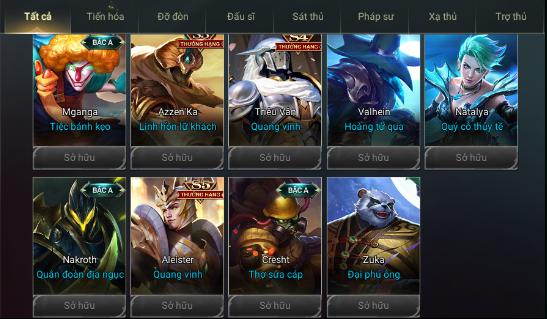 Tất cả
Tiến hóa
Đỡ đòn
Đấu sĩ
Sát thủ
Pháp sư
Xạ thủ
Trợ thủ
BẬC A
THƯỞNG HẠNG
S4
THƯỞNG HẠNG
Mganga
Azzen'Ka
Triệu Vân
Valhein
Natalya
Tiệc bánh kẹo
Linh hồn lữ khách
Quang vinh
Hoàng tử quạ
Quý cô thủy tề
Sở hữu
Sở hữu
Sở hữu
Sở hữu
Sở hữu
BẬC A
S5
THƯỞNG HẠNG
BẬC A
Nakroth
Aleister
Cresht
Zuka
Quân đoàn địa ngục
Quang vinh
Thợ sửa cáp
Đại phú ông
Sở hữu
Sở hữu
Sở hữu
Sở hữu